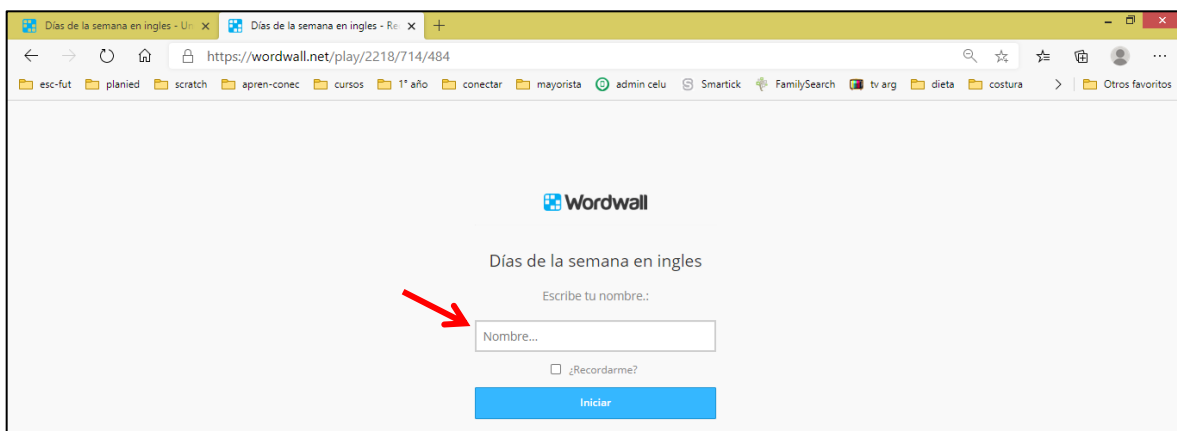 Días de la semana en ingles - Un
Días de la semana en ingles - Re
https://wordwall.net/play/2218/714/484
esc-fut planied scratch apren-conec cursos 1° año conectar mayorista admin celu Smartick FamilySearch tv arg dieta costura Otros favoritos
Wordwall
Días de la semana en ingles
Escribe tu nombre.:
Nombre...
¿Recordarme?
Iniciar